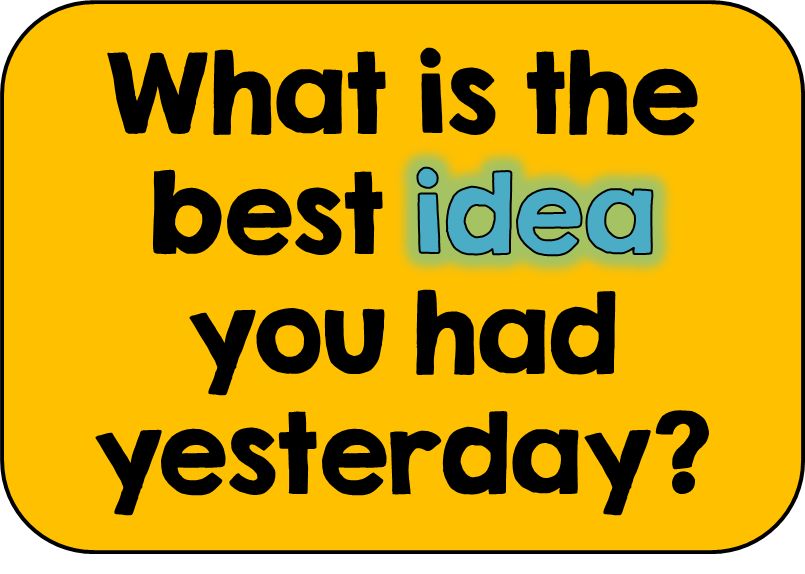 What is the
best idea
you had
yesterday?